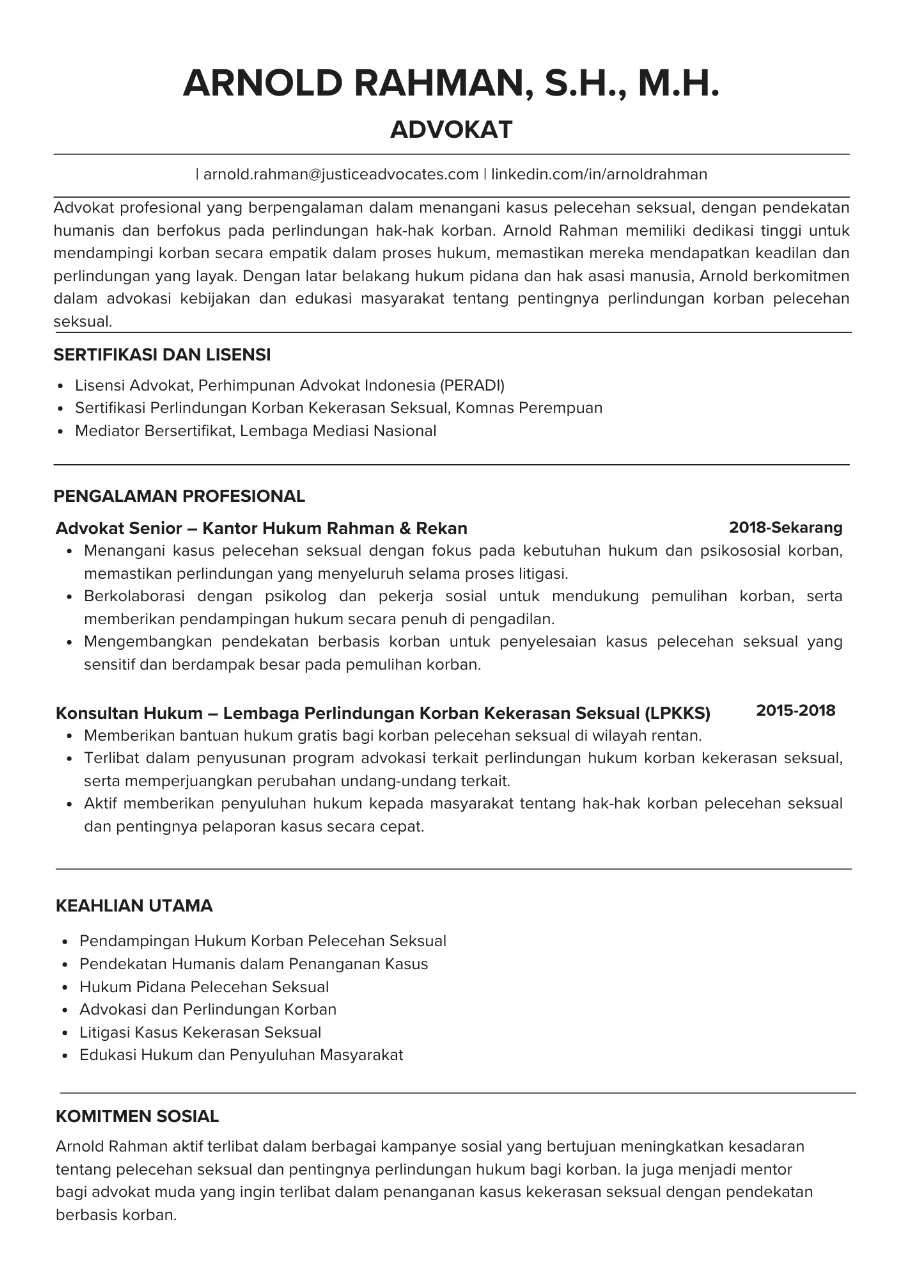 ARNOLD RAHMAN, S.H., M.H.
ADVOKAT
| arnold.rahman@justiceadvocates.com | linkedin.com/in/arnoldrahman
Advokat profesional yang berpengalaman dalam menangani kasus pelecehan seksual, dengan pendekatan
humanis dan berfokus pada perlindungan hak-hak korban. Arnold Rahman memiliki dedikasi tinggi untuk
mendampingi korban secara empatik dalam proses hukum, memastikan mereka mendapatkan keadilan dan
perlindungan yang layak. Dengan latar belakang hukum pidana dan hak asasi manusia, Arnold berkomitmen
dalam advokasi kebijakan dan edukasi masyarakat tentang pentingnya perlindungan korban pelecehan
seksual.
SERTIFIKASI DAN LISENSI
• Lisensi Advokat, Perhimpunan Advokat Indonesia (PERADI)
• Sertifikasi Perlindungan Korban Kekerasan Seksual, Komnas Perempuan
• Mediator Bersertifikat, Lembaga Mediasi Nasional
PENGALAMAN PROFESIONAL
Advokat Senior – Kantor Hukum Rahman & Rekan 2018-Sekarang
• Menangani kasus pelecehan seksual dengan fokus pada kebutuhan hukum dan psikososial korban,
memastikan perlindungan yang menyeluruh selama proses litigasi.
• Berkolaborasi dengan psikolog dan pekerja sosial untuk mendukung pemulihan korban, serta
memberikan pendampingan hukum secara penuh di pengadilan.
• Mengembangkan pendekatan berbasis korban untuk penyelesaian kasus pelecehan seksual yang
sensitif dan berdampak besar pada pemulihan korban.
Konsultan Hukum – Lembaga Perlindungan Korban Kekerasan Seksual (LPKKS) 2015-2018
• Memberikan bantuan hukum gratis bagi korban pelecehan seksual di wilayah rentan.
• Terlibat dalam penyusunan program advokasi terkait perlindungan hukum korban kekerasan seksual,
serta memperjuangkan perubahan undang-undang terkait.
• Aktif memberikan penyuluhan hukum kepada masyarakat tentang hak-hak korban pelecehan seksual
dan pentingnya pelaporan kasus secara cepat.
KEAHLIAN UTAMA
• Pendampingan Hukum Korban Pelecehan Seksual
• Pendekatan Humanis dalam Penanganan Kasus
• Hukum Pidana Pelecehan Seksual
• Advokasi dan Perlindungan Korban
• Litigasi Kasus Kekerasan Seksual
• Edukasi Hukum dan Penyuluhan Masyarakat
KOMITMEN SOSIAL
Arnold Rahman aktif terlibat dalam berbagai kampanye sosial yang bertujuan meningkatkan kesadaran
tentang pelecehan seksual dan pentingnya perlindungan hukum bagi korban. Ia juga menjadi mentor
bagi advokat muda yang ingin terlibat dalam penanganan kasus kekerasan seksual dengan pendekatan
berbasis korban.